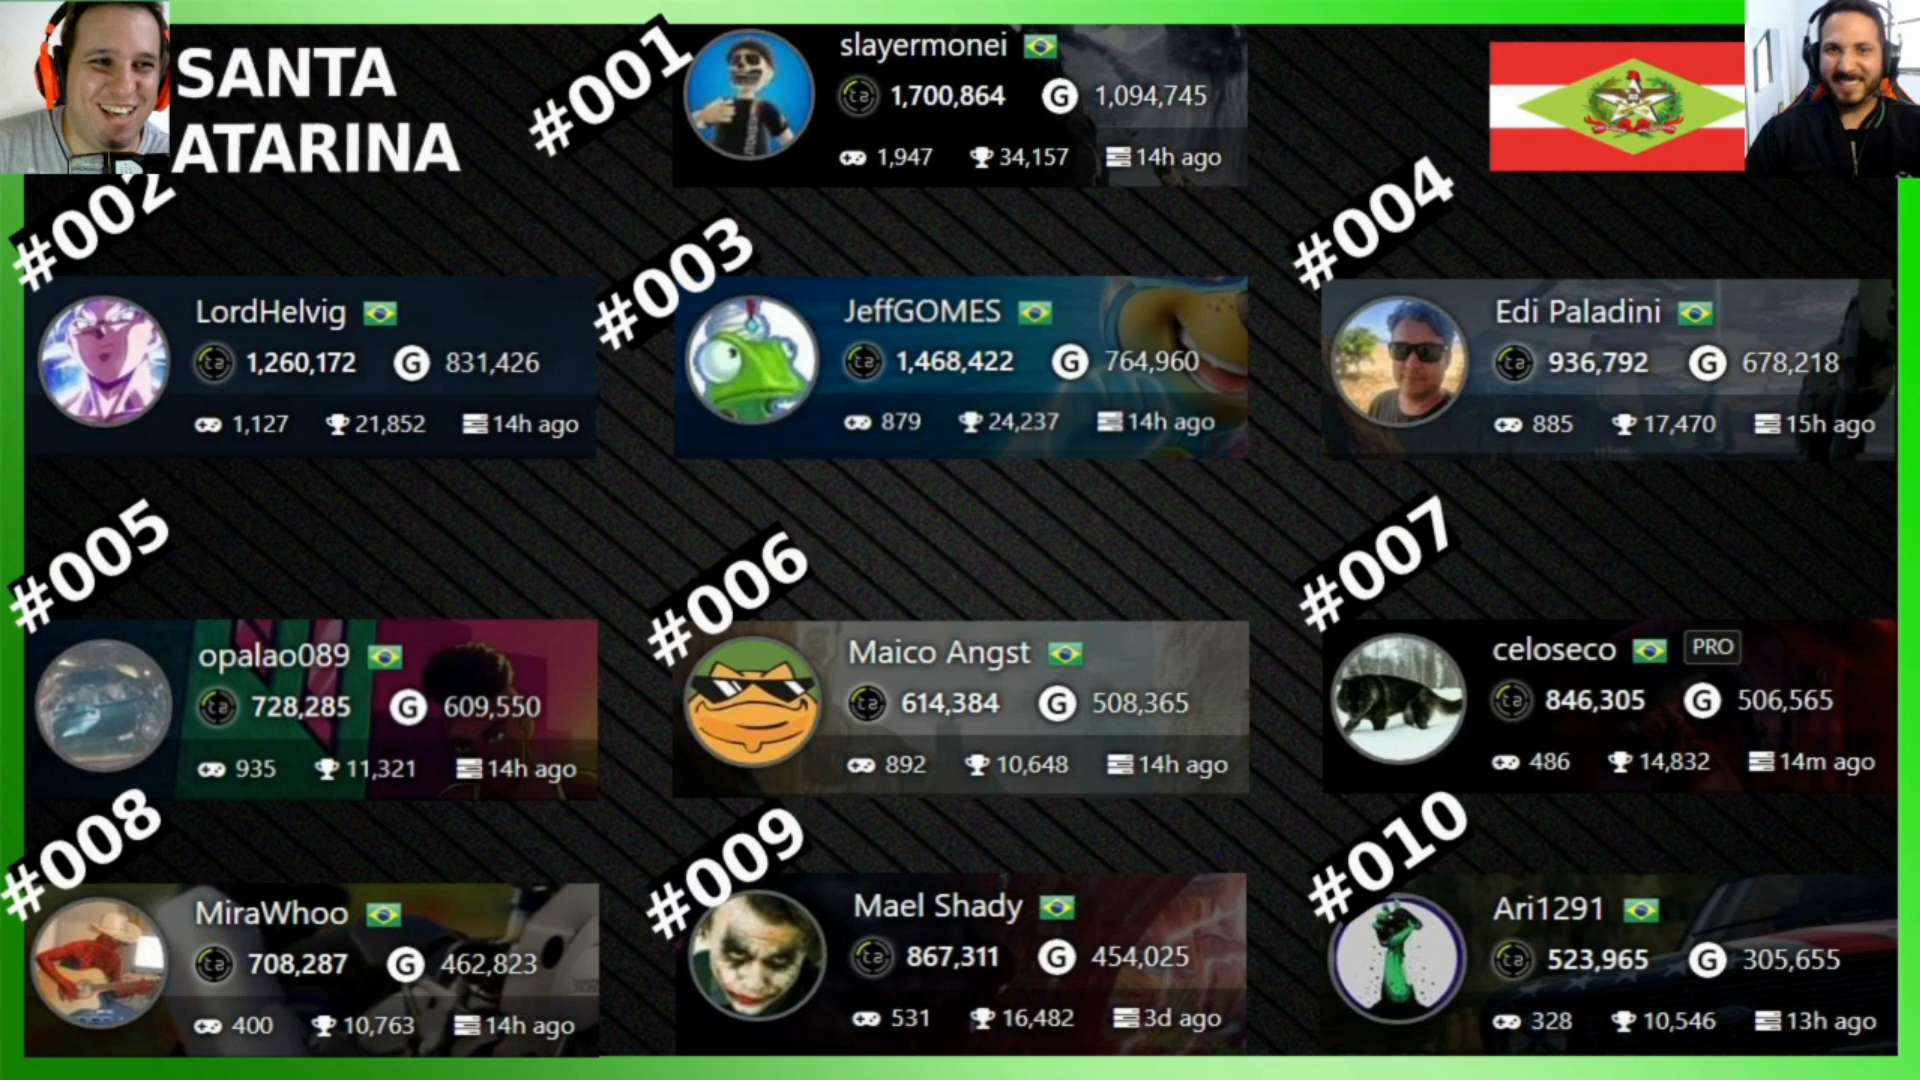 SANTA
ATARINA
#001
slayermonei
1,700,864 G 1,094,745
1,947 34,157 14h ago
#002
LordHelvig
1,260,172 G 831,426
1,127 21,852 14h ago
#003
JeffGOMES
1,468,422 G 764,960
879 24,237 14h ago
#004
Edi Paladini
936,792 G 678,218
885 17,470 15h ago
#005
opalao089
728,285 G 609,550
935 11,321 14h ago
#006
Maico Angst
614,384 G 508,365
892 10,648 14h ago
#007
celoseco PRO
846,305 G 506,565
486 14,832 14m ago
#008
MiraWhoo
708,287 G 462,823
400 10,763 14h ago
#009
Mael Shady
867,311 G 454,025
531 16,482 3d ago
#010
Ari1291
523,965 G 305,655
328 10,546 13h ago